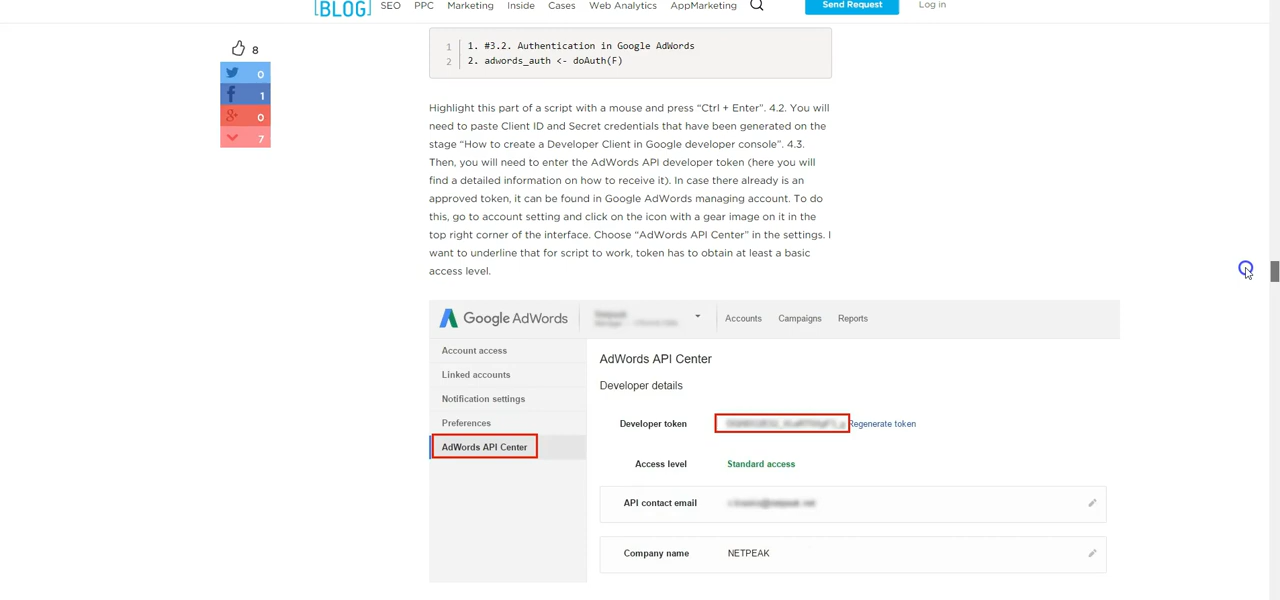 [BLOG] SEO PPC Marketing Inside Cases Web Analytics AppMarketing Send Request Log in
8
0
1
0
7
1 1. #3.2. Authentication in Google AdWords
2 2. adwords_auth <- doAuth(F)
Highlight this part of a script with a mouse and press “Ctrl + Enter”. 4.2. You will
need to paste Client ID and Secret credentials that have been generated on the
stage “How to create a Developer Client in Google developer console”. 4.3.
Then, you will need to enter the AdWords API developer token (here you will
find a detailed information on how to receive it). In case there already is an
approved token, it can be found in Google AdWords managing account. To do
this, go to account setting and click on the icon with a gear image on it in the
top right corner of the interface. Choose “AdWords API Center” in the settings. I
want to underline that for script to work, token has to obtain at least a basic
access level.
Google AdWords Accounts Campaigns Reports
Account access
Linked accounts
Notification settings
Preferences
AdWords API Center
AdWords API Center
Developer details
Developer token Regenerate token
Access level Standard access
API contact email
Company name NETPEAK